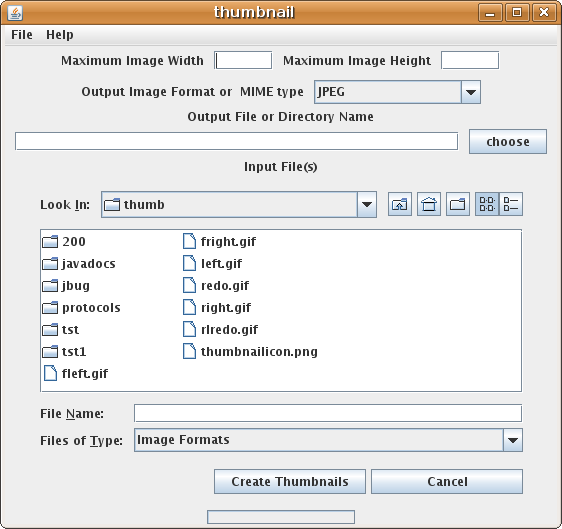 thumbnail
File Help
Maximum Image Width Maximum Image Height
Output Image Format or MIME type JPEG
Output File or Directory Name
choose
Input File(s)
Look In: thumb
200 fright.gif
javadocs left.gif
jbug redo.gif
protocols right.gif
tst rlredo.gif
tst1 thumbnailicon.png
fleft.gif
File Name:
Files of Type: Image Formats
Create Thumbnails Cancel